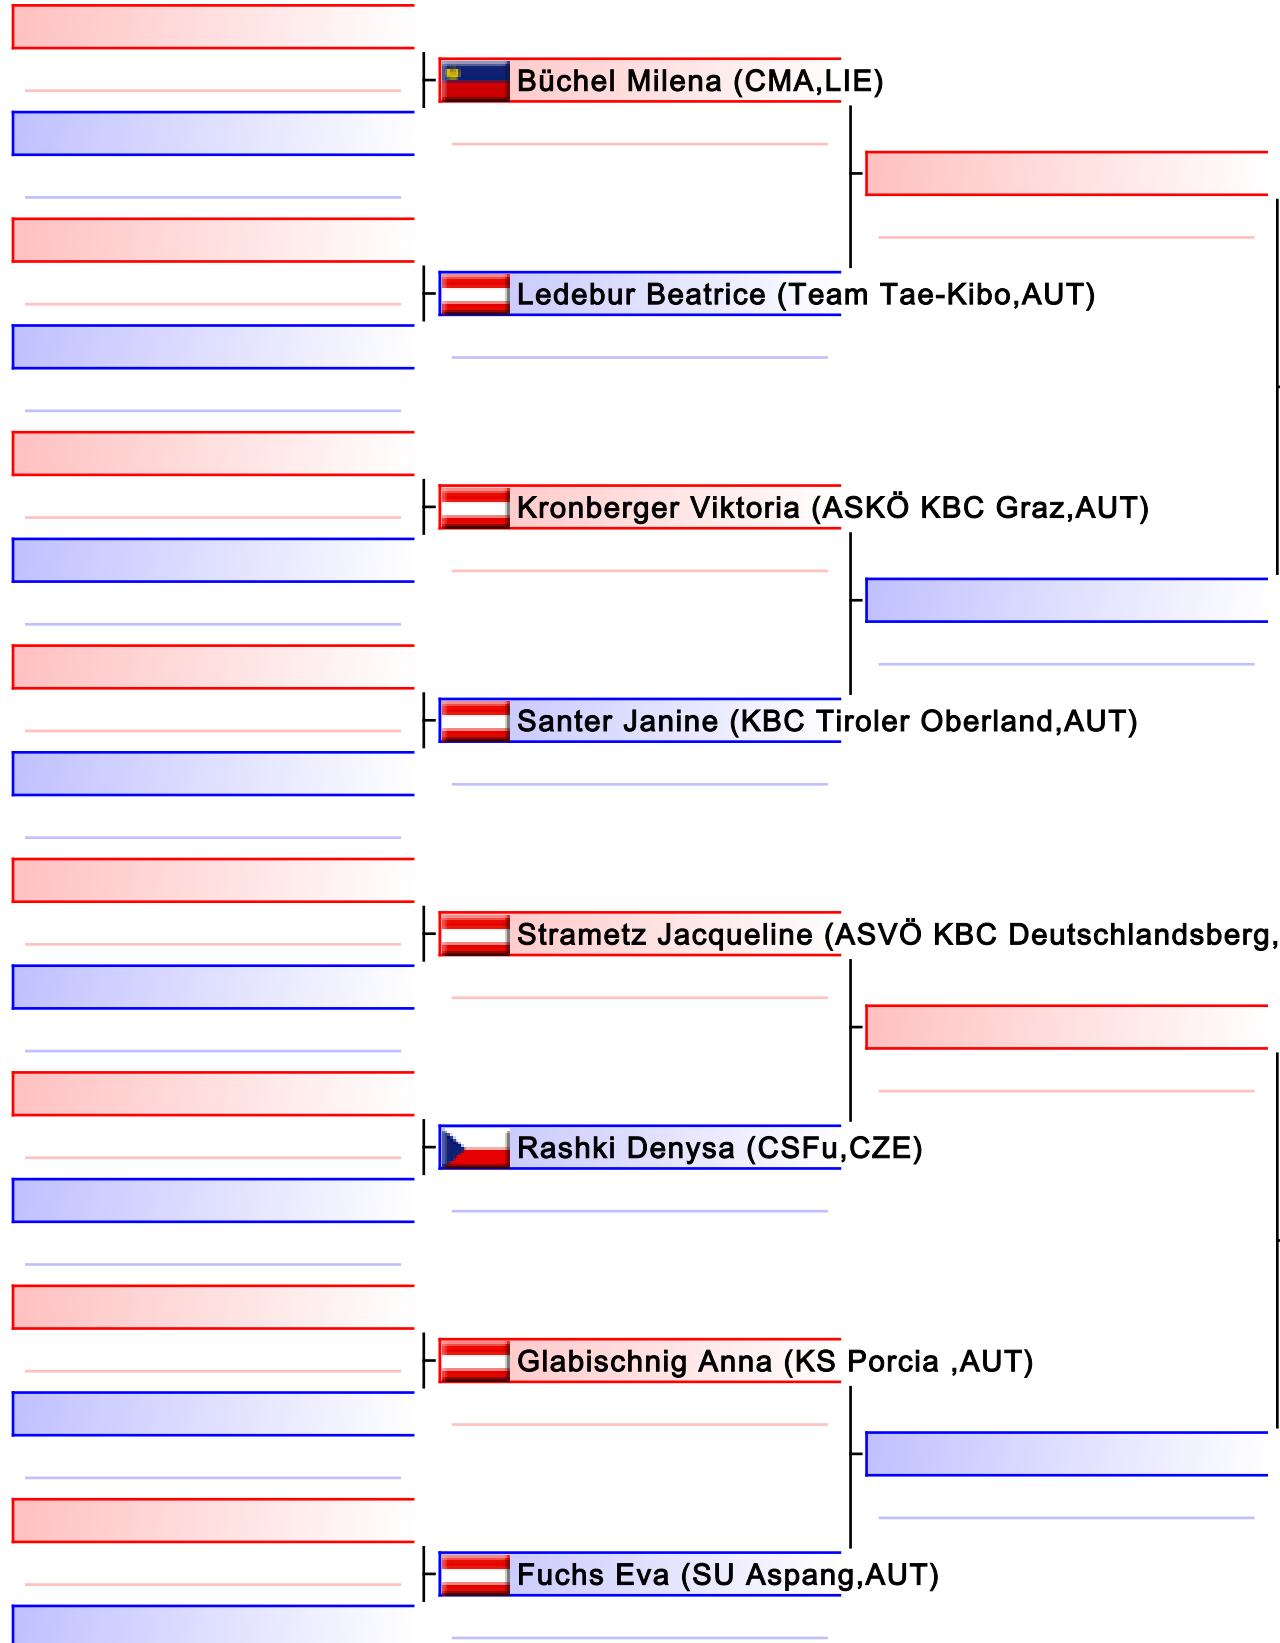 Büchel Milena (CMA,LIE)
Ledebur Beatrice (Team Tae-Kibo,AUT)
Kronberger Viktoria (ASKÖ KBC Graz,AUT)
Santer Janine (KBC Tiroler Oberland,AUT)
Strametz Jacqueline (ASVÖ KBC Deutschlandsberg,
Rashki Denysa (CSFu,CZE)
Glabischnig Anna (KS Porcia ,AUT)
Fuchs Eva (SU Aspang,AUT)